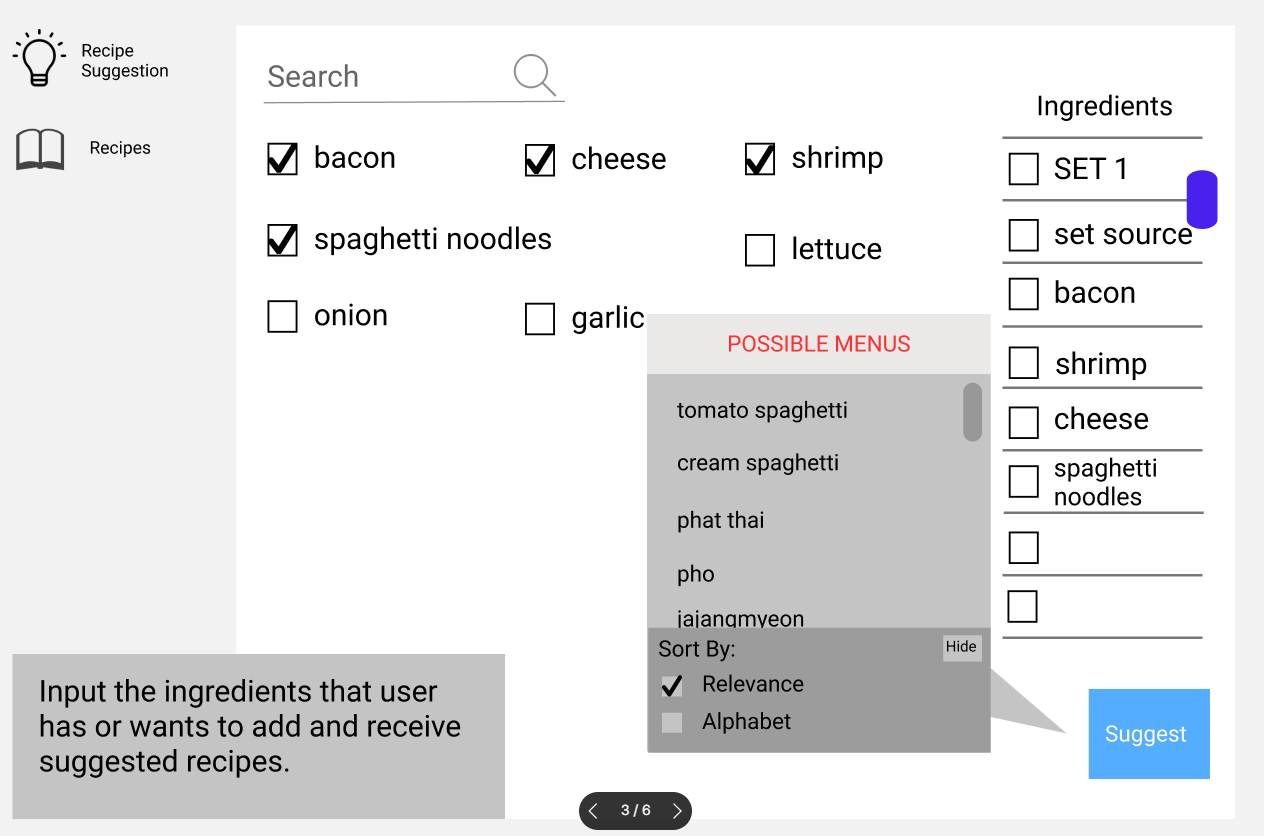 Recipe
Suggestion
Recipes
Search
bacon
cheese
shrimp
spaghetti noodles
lettuce
onion
garlic
Ingredients
SET 1
set source
bacon
shrimp
cheese
spaghetti
noodles
POSSIBLE MENUS
tomato spaghetti
cream spaghetti
phat thai
pho
jajangmyeon
Sort By:
Hide
Relevance
Alphabet
Suggest
Input the ingredients that user
has or wants to add and receive
suggested recipes.
3 / 6